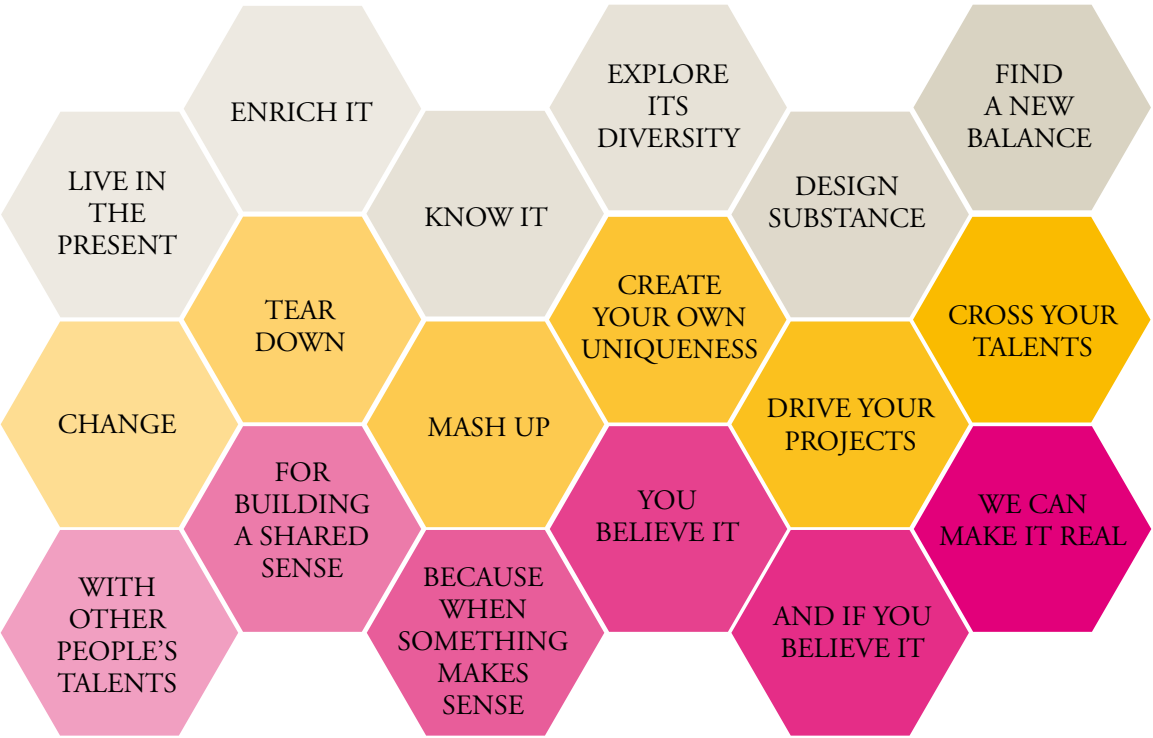 LIVE IN
THE
PRESENT
ENRICH IT
KNOW IT
EXPLORE
ITS
DIVERSITY
DESIGN
SUBSTANCE
FIND
A NEW
BALANCE
CHANGE
TEAR
DOWN
MASH UP
CREATE
YOUR OWN
UNIQUENESS
DRIVE YOUR
PROJECTS
CROSS YOUR
TALENTS
WITH
OTHER
PEOPLE’S
TALENTS
FOR
BUILDING
A SHARED
SENSE
BECAUSE
WHEN
SOMETHING
MAKES
SENSE
YOU
BELIEVE IT
AND IF YOU
BELIEVE IT
WE CAN
MAKE IT REAL